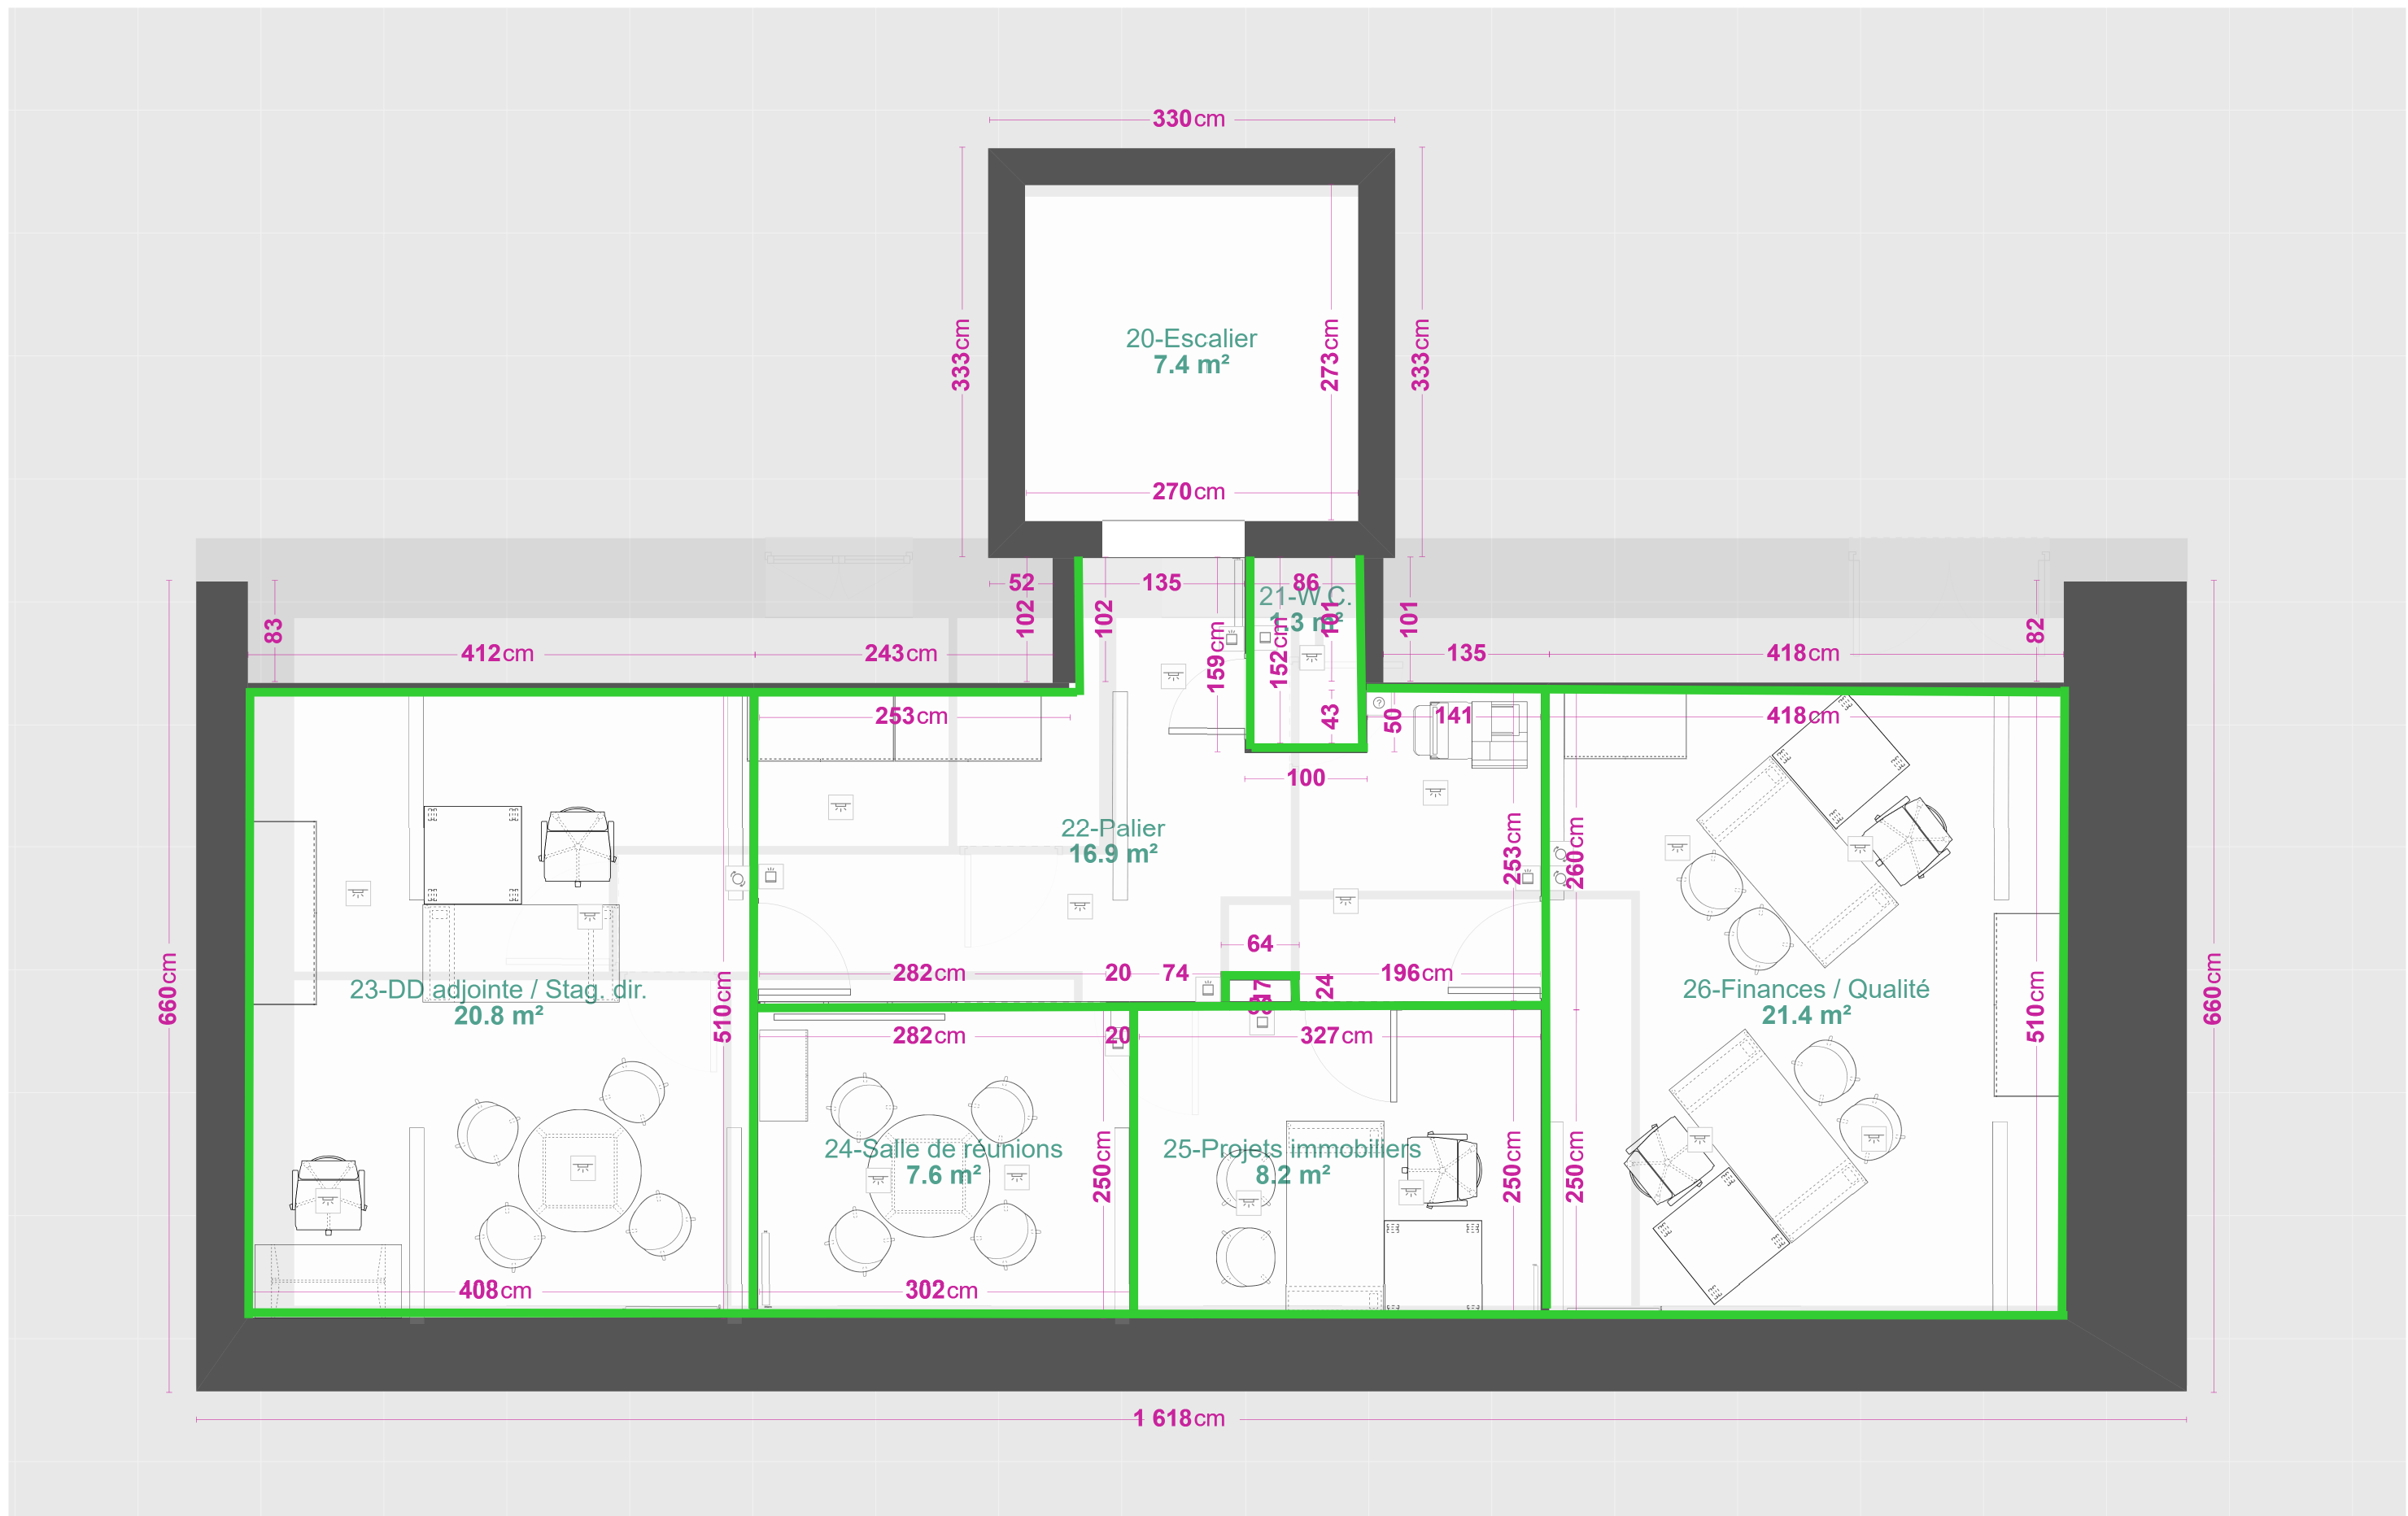 330cm
333cm
333cm
20-Escalier
7.4 m²
273cm
270cm
52
135
86
21-W.C.
1.3 m²
83
102
102
101
101
82
159cm
152cm
412cm
243cm
135
418cm
253cm
43
50
141
418cm
100
22-Palier
16.9 m²
253cm
260cm
64
282cm
20
74
196cm
24
660cm
23-DD adjointe / Stag. dir.
20.8 m²
510cm
26-Finances / Qualité
21.4 m²
510cm
660cm
282cm
20
327cm
24-Salle de réunions
7.6 m²
250cm
25-Projets immobiliers
8.2 m²
250cm
250cm
408cm
302cm
1 618cm